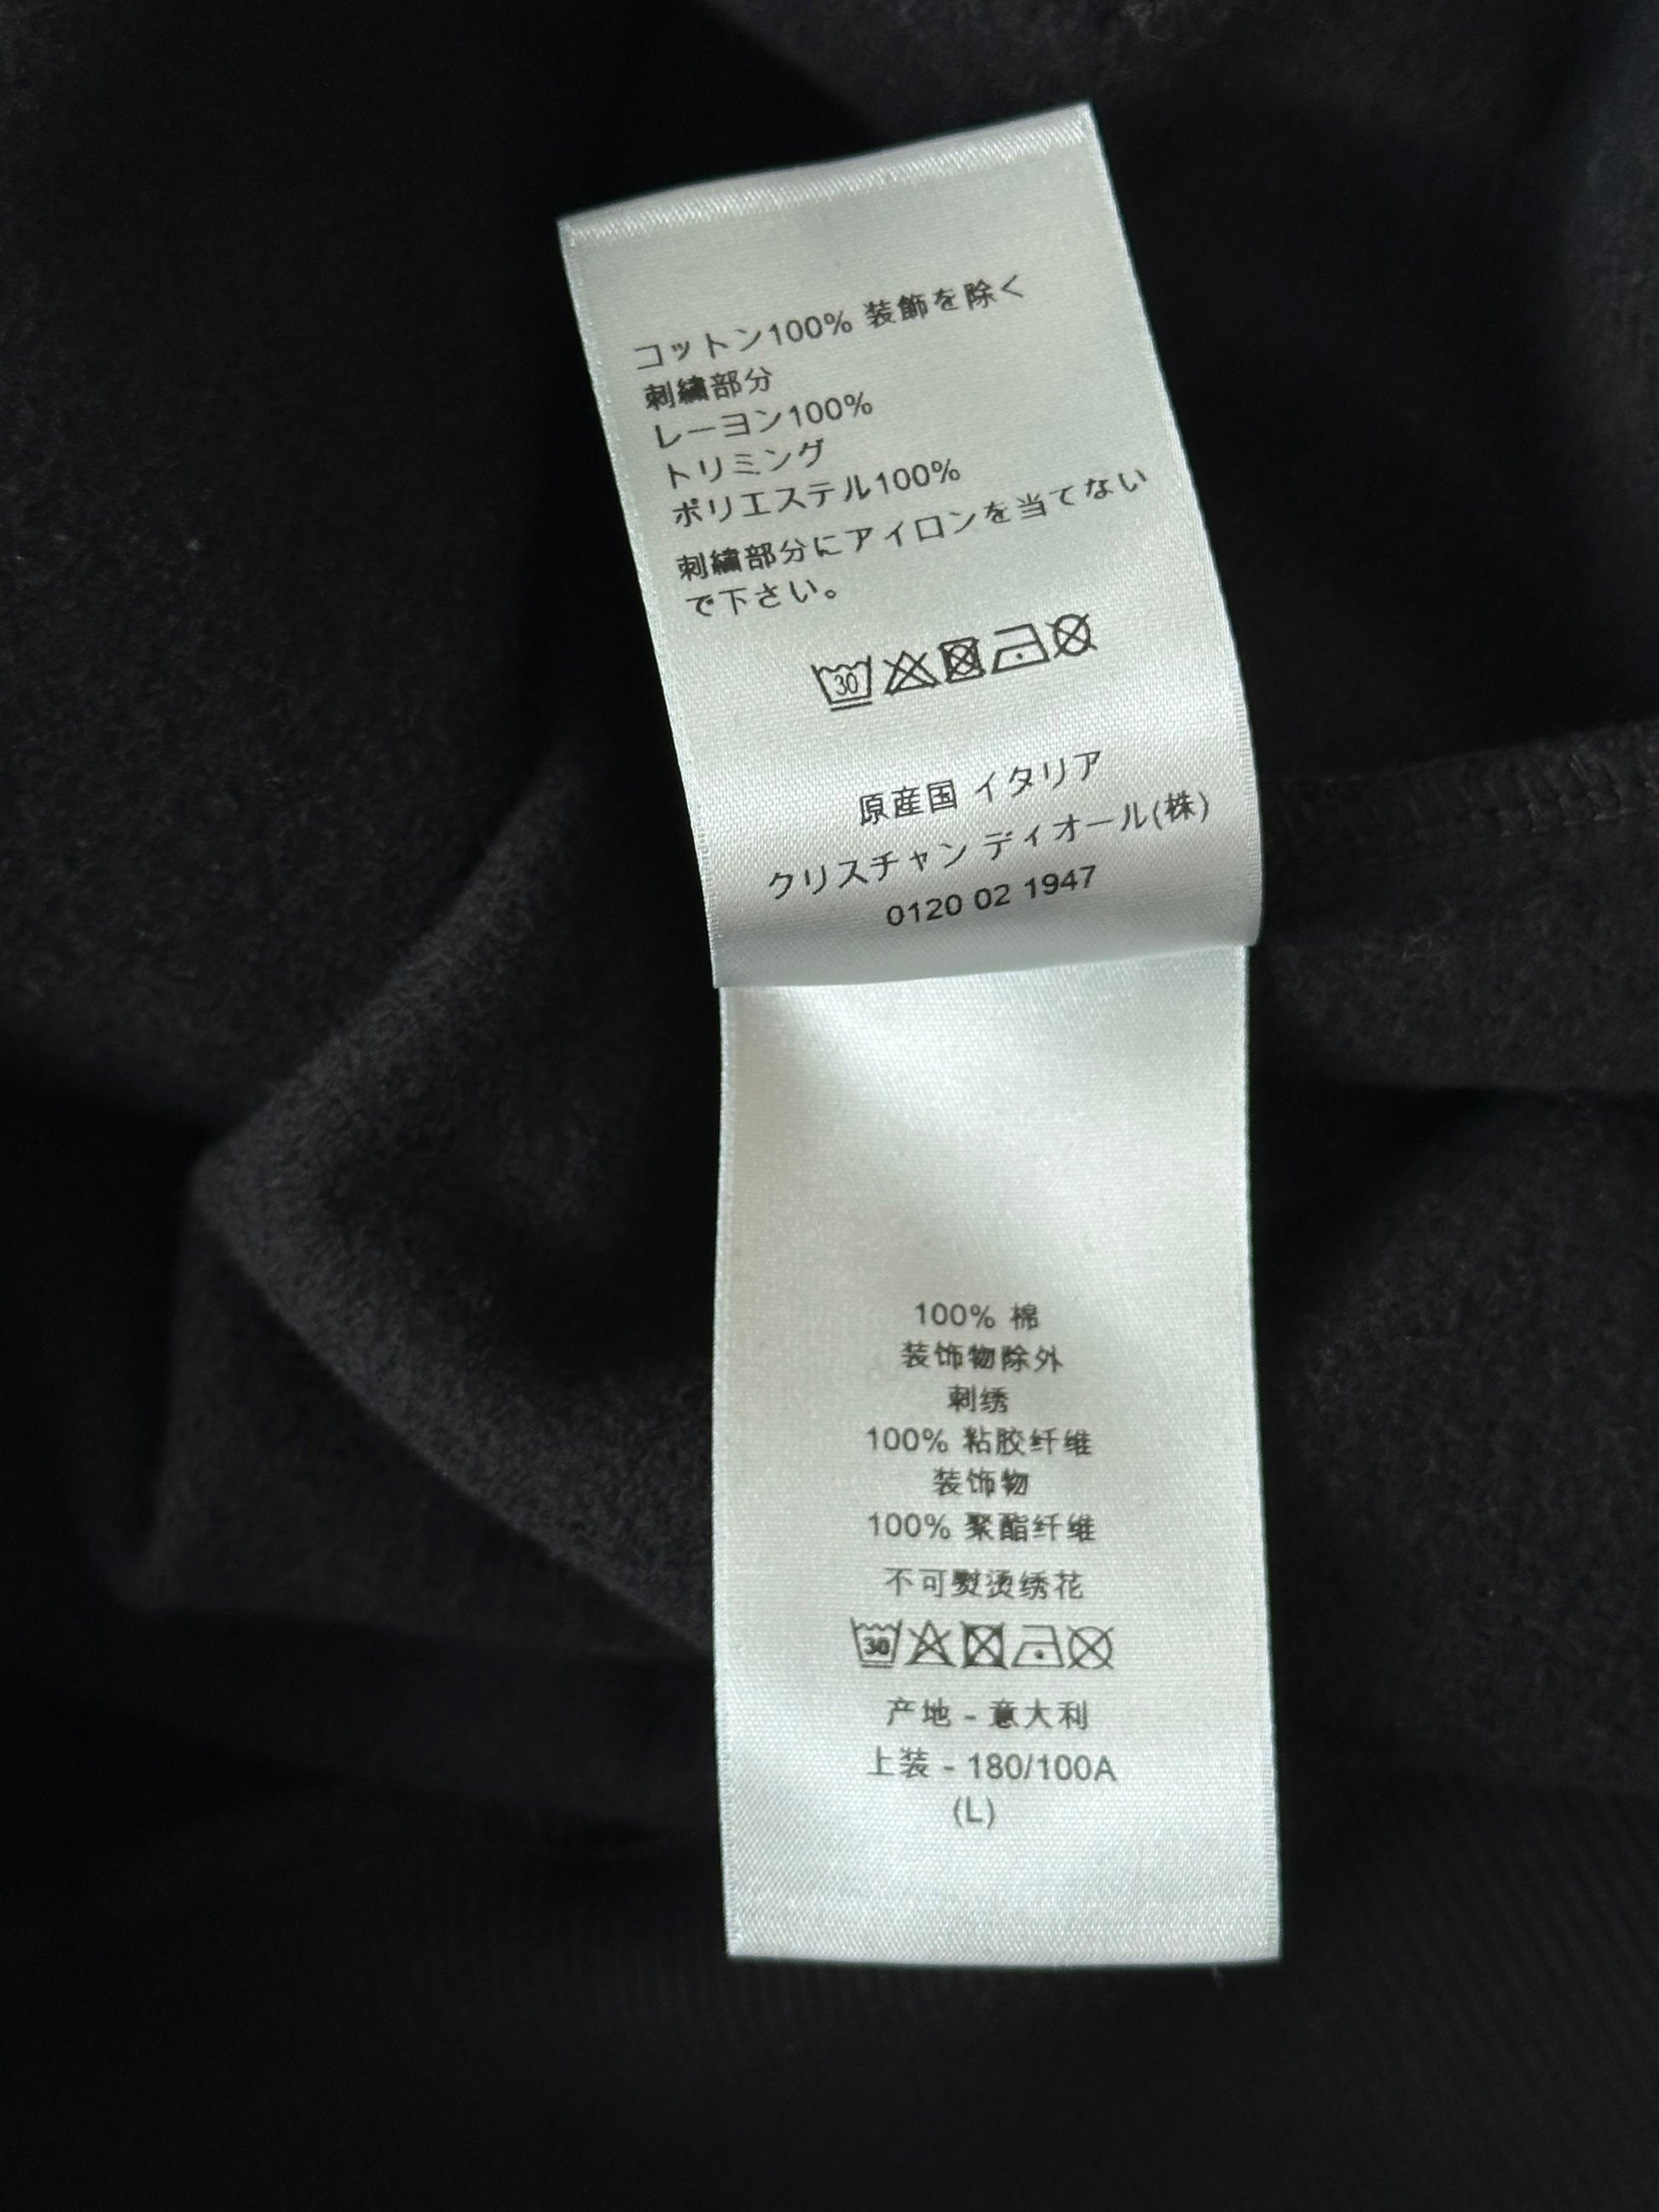 コットン100% 装飾を除く
刺繍部分
レーヨン100%
トリミング
ポリエステル100%
刺繍部分にアイロンを当てない
で下さい。
30
原産国 イタリア
クリスチャン ディオール(株)
0120 02 1947
100% 棉
装饰物除外
刺绣
100% 粘胶纤维
装饰物
100% 聚酯纤维
不可熨烫绣花
30
产地 - 意大利
上装 - 180/100A
(L)